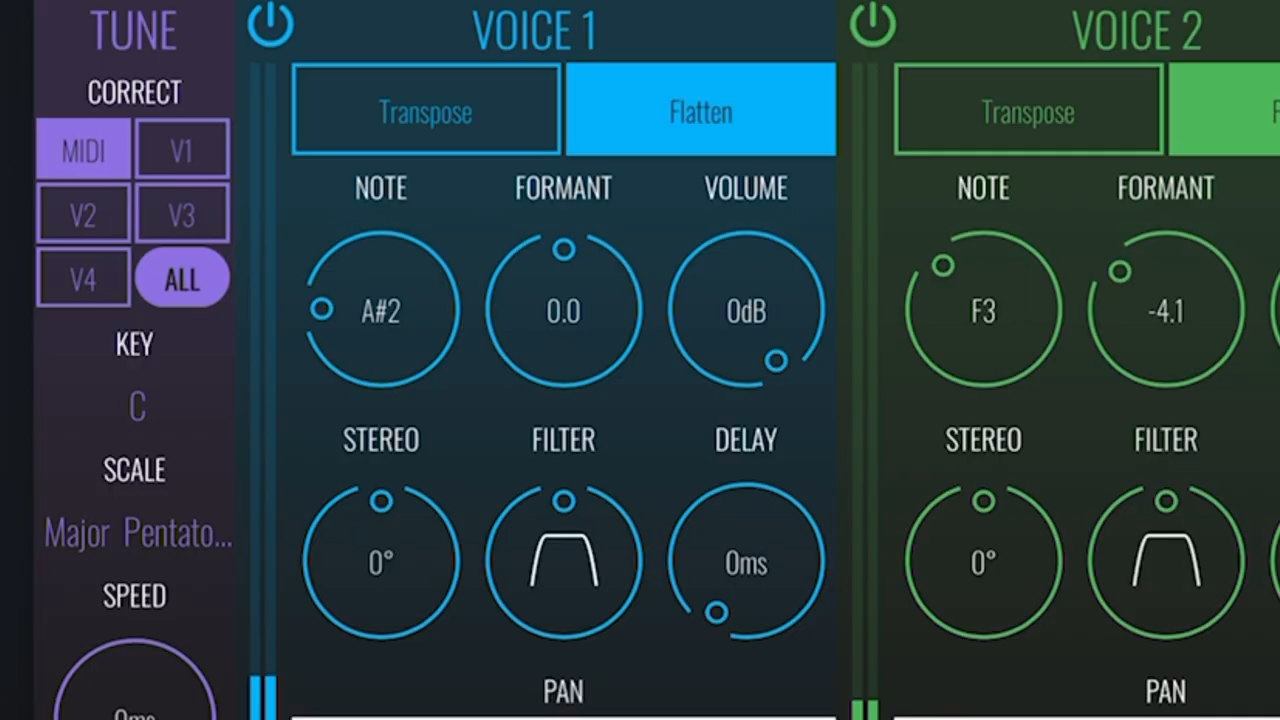 TUNE
CORRECT
MIDI V1
V2 V3
V4 ALL
KEY
C
SCALE
Major Pentato...
SPEED
0ms
VOICE 1
Transpose Flatten
NOTE FORMANT VOLUME
A#2 0.0 0dB
STEREO FILTER DELAY
0° 0ms
PAN
VOICE 2
Transpose F
NOTE FORMANT
F3 -4.1
STEREO FILTER
0°
PAN